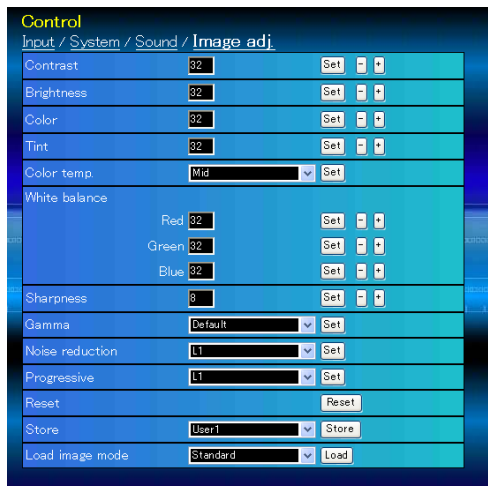 Control
Input / System / Sound / Image adj.
Contrast 32 Set - +
Brightness 32 Set - +
Color 32 Set - +
Tint 32 Set - +
Color temp. Mid Set
White balance
Red 32 Set - +
Green 32 Set - +
Blue 32 Set - +
Sharpness 8 Set - +
Gamma Default Set
Noise reduction L1 Set
Progressive L1 Set
Reset Reset
Store User1 Store
Load image mode Standard Load